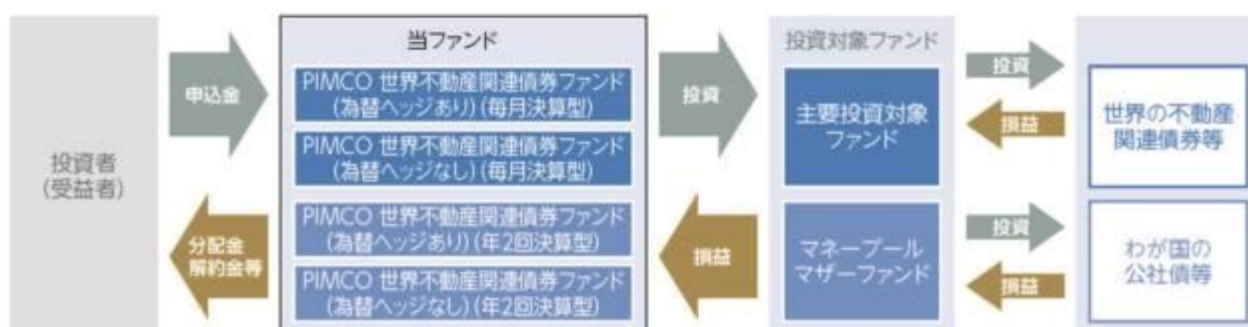 投資者
(受益者)
申込金
分配金
解約金等
当ファンド
PIMCO 世界不動産関連債券ファンド
(為替ヘッジあり)(毎月決算型)
PIMCO 世界不動産関連債券ファンド
(為替ヘッジなし)(毎月決算型)
PIMCO 世界不動産関連債券ファンド
(為替ヘッジあり)(年2回決算型)
PIMCO 世界不動産関連債券ファンド
(為替ヘッジなし)(年2回決算型)
投資
損益
投資対象ファンド
主要投資対象
ファンド
マネープール
マザーファンド
投資
損益
投資
損益
世界の不動産
関連債券等
わが国の
公社債等